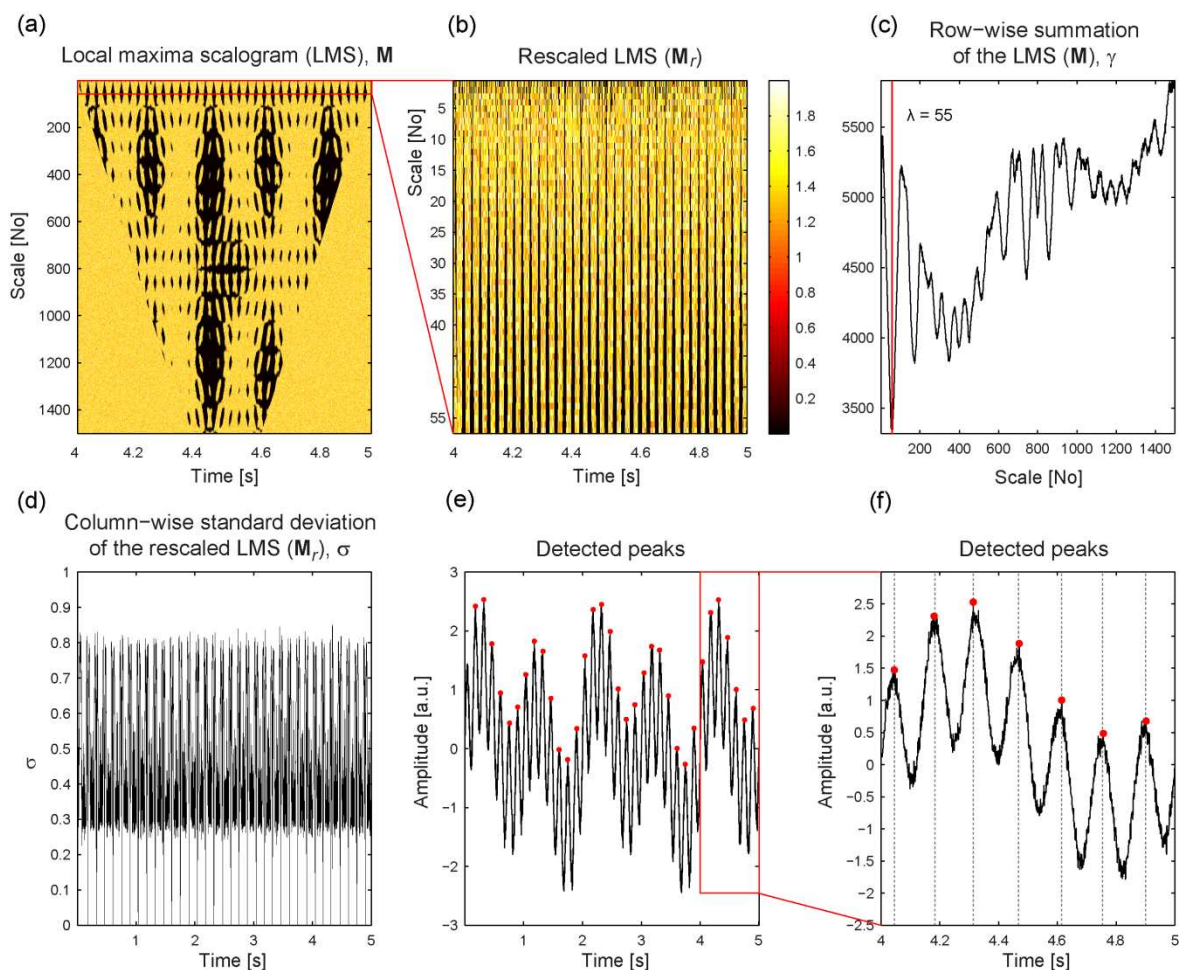 (a)
Local maxima scalogram (LMS), M
Scale [No]
200
400
600
800
1000
1200
1400
4 4.2 4.4 4.6 4.8 5
Time [s]
(b)
Rescaled LMS (Mr)
Scale [No]
5
10
15
20
25
30
35
40
45
55
4 4.2 4.4 4.6 4.8 5
Time [s]
1.8
1.6
1.4
1.2
1
0.8
0.6
0.4
0.2
(c)
Row−wise summation
of the LMS (M), γ
λ = 55
5500
5000
4500
4000
3500
200 400 600 800 1000 1200 1400
Scale [No]
(d)
Column−wise standard deviation
of the rescaled LMS (Mr), σ
σ
1
0.9
0.8
0.7
0.6
0.5
0.4
0.3
0.2
0.1
0
0 1 2 3 4 5
Time [s]
(e)
Detected peaks
Amplitude [a.u.]
3
2
1
0
−1
−2
−3
1 2 3 4 5
Time [s]
(f)
Detected peaks
Amplitude [a.u.]
2.5
2
1.5
1
0.5
0
−0.5
−1
−1.5
−2
−2.5
4 4.2 4.4 4.6 4.8 5
Time [s]